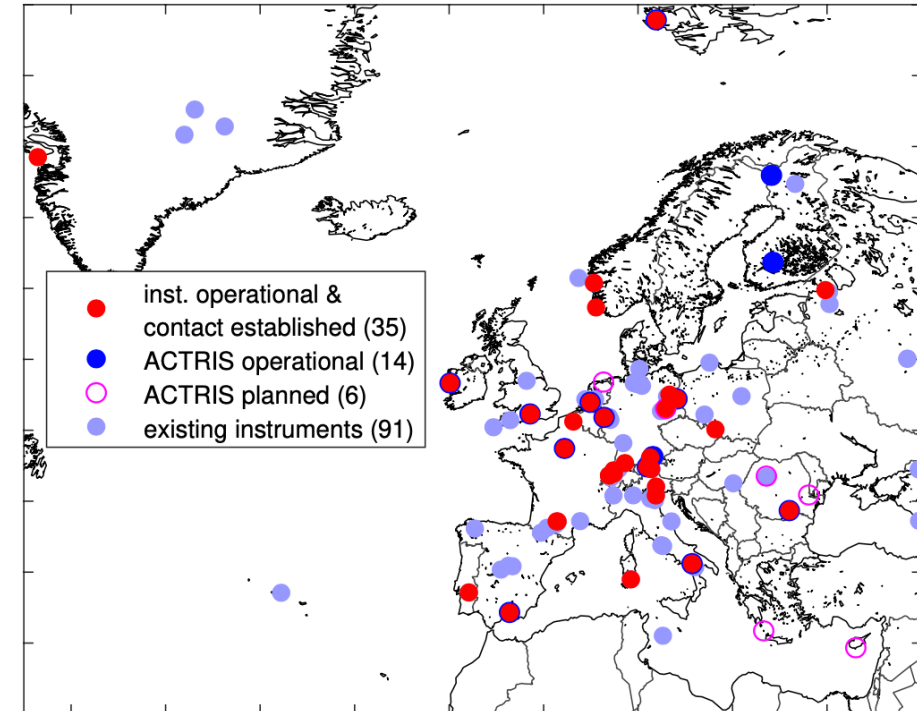 inst. operational &
contact established (35)
ACTRIS operational (14)
ACTRIS planned (6)
existing instruments (91)